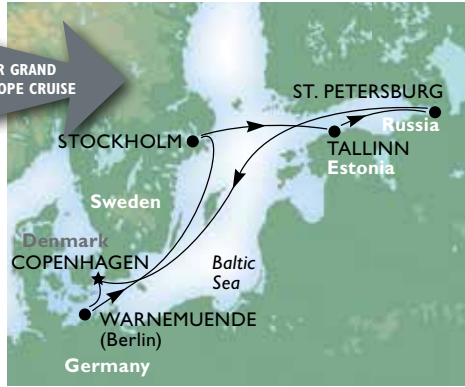 R GRAND
OPE CRUISE
ST. PETERSBURG
Russia
STOCKHOLM
TALLINN
Estonia
Sweden
Denmark
COPENHAGEN
Baltic
Sea
WARNEMUENDE
(Berlin)
Germany